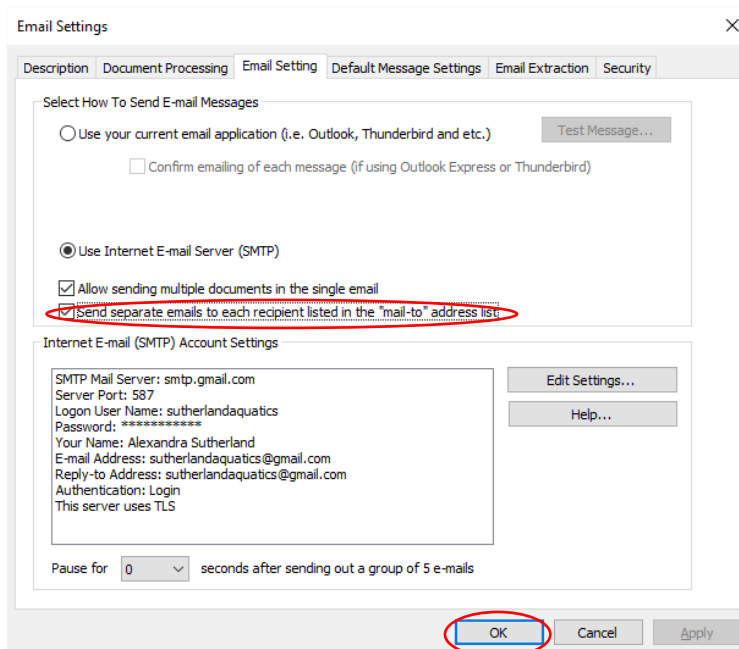 Email Settings
Description Document Processing Email Setting Default Message Settings Email Extraction Security
Select How To Send E-mail Messages
Use your current email application (i.e. Outlook, Thunderbird and etc.) Test Message...
Confirm emailing of each message (if using Outlook Express or Thunderbird)
Use Internet E-mail Server (SMTP)
Allow sending multiple documents in the single email
Send separate emails to each recipient listed in the "mail-to" address list
Internet E-mail (SMTP) Account Settings
SMTP Mail Server: smtp.gmail.com
Server Port: 587
Logon User Name: sutherlandaquatics
Password: ***********
Your Name: Alexandra Sutherland
E-mail Address: sutherlandaquatics@gmail.com
Reply-to Address: sutherlandaquatics@gmail.com
Authentication: Login
This server uses TLS
Edit Settings...
Help...
Pause for 0 seconds after sending out a group of 5 e-mails
OK Cancel Apply